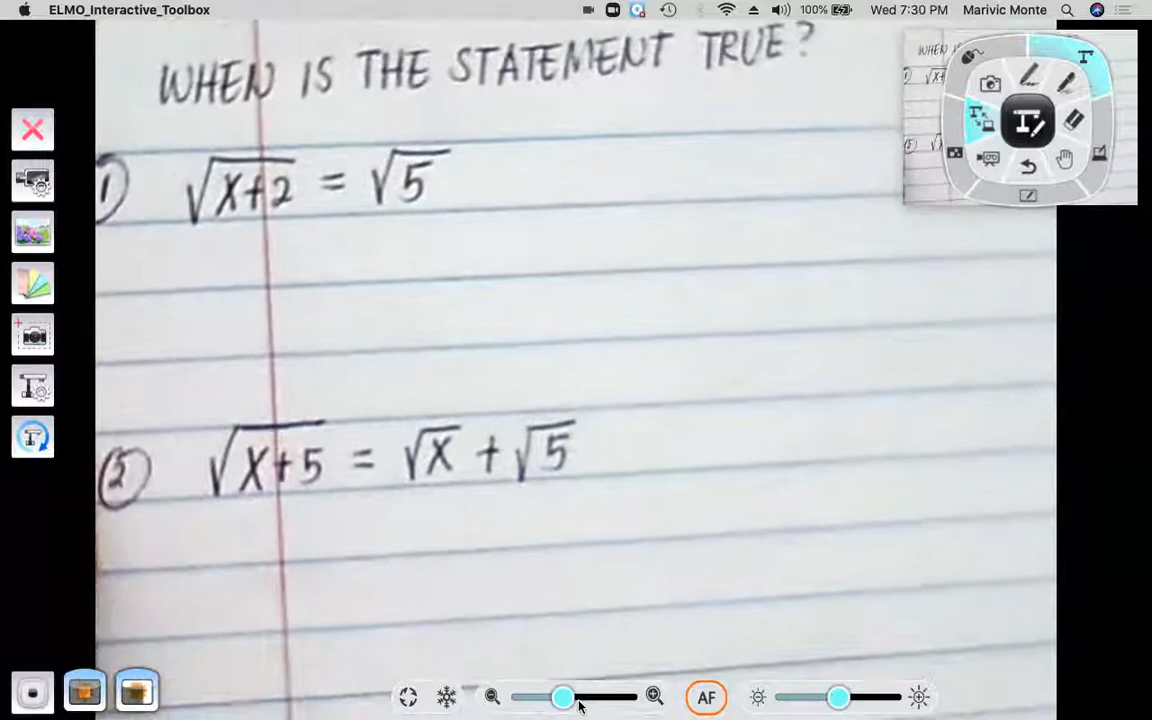 ELMO_Interactive_Toolbox 100% Wed 7:30 PM Marivic Monte
WHEN IS THE STATEMENT TRUE?
① √x+2 = √5
② √x+5 = √x + √5
AF